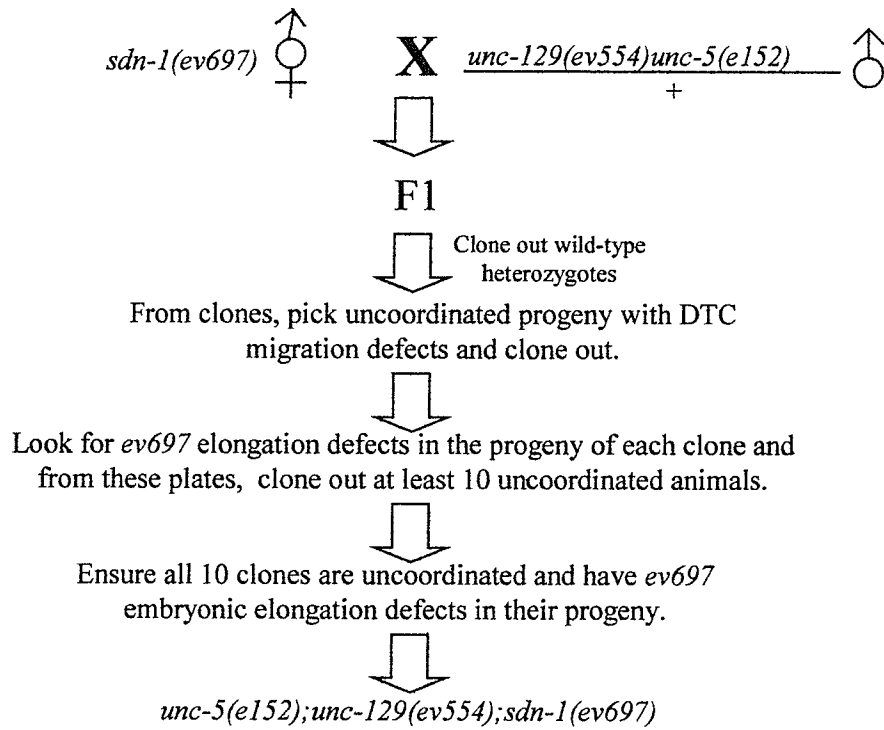 sdn-1(ev697) X unc-129(ev554)unc-5(e152)
+
F1
Clone out wild-type
heterozygotes
From clones, pick uncoordinated progeny with DTC
migration defects and clone out.
Look for ev697 elongation defects in the progeny of each clone and
from these plates, clone out at least 10 uncoordinated animals.
Ensure all 10 clones are uncoordinated and have ev697
embryonic elongation defects in their progeny.
unc-5(e152);unc-129(ev554);sdn-1(ev697)